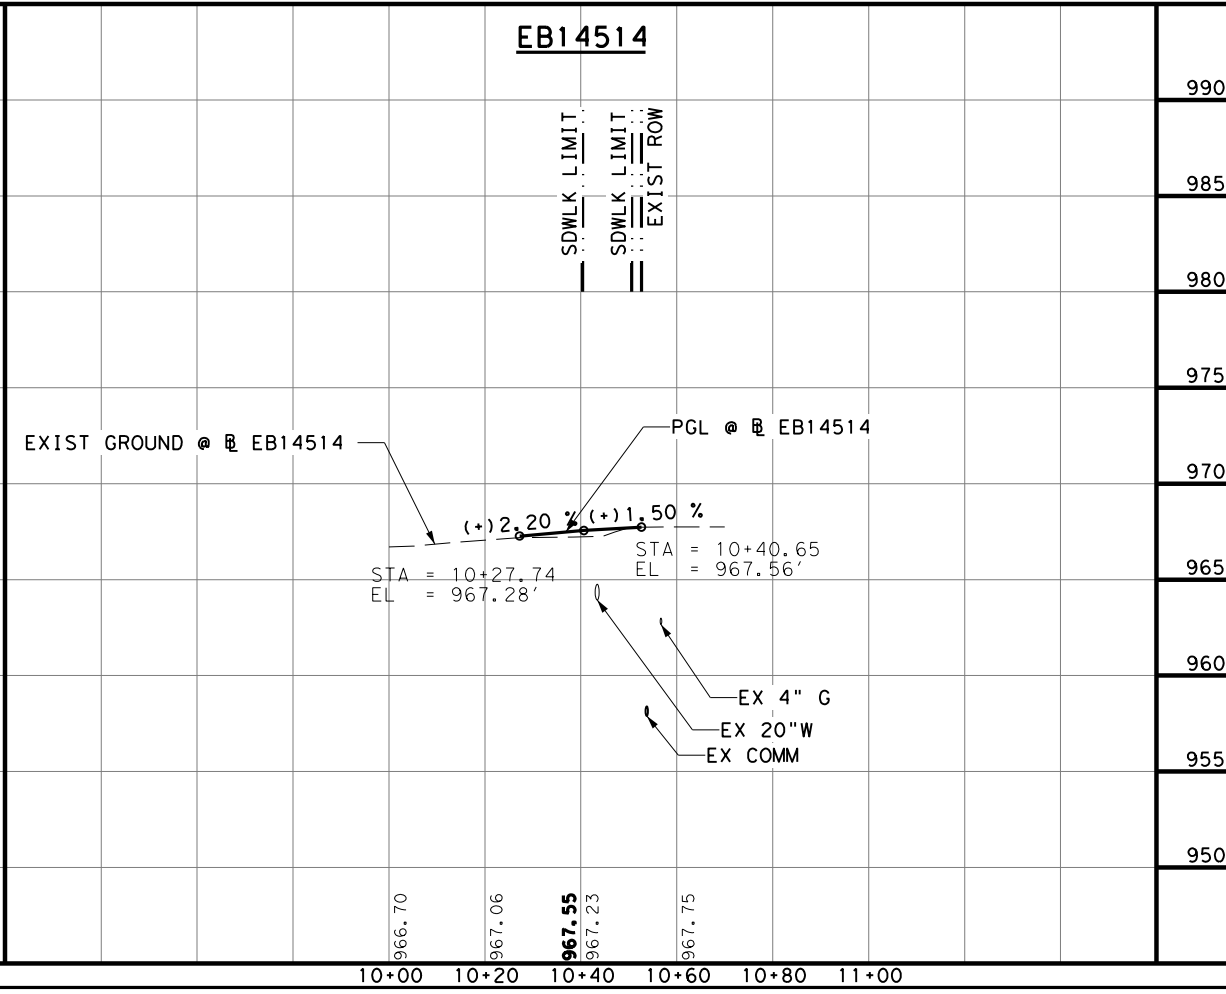 EB14514
990
SDWLK LIMIT
SDWLK LIMIT
EXIST ROW
985
980
975
EXIST GROUND @ BL EB14514
PGL @ BL EB14514
970
(+)2.20 %
(+)1.50 %
STA = 10+40.65
EL = 967.56'
STA = 10+27.74
EL = 967.28'
965
960
EX 4" G
EX 20"W
EX COMM
955
950
966.70
967.06
967.55
967.23
967.75
10+00 10+20 10+40 10+60 10+80 11+00